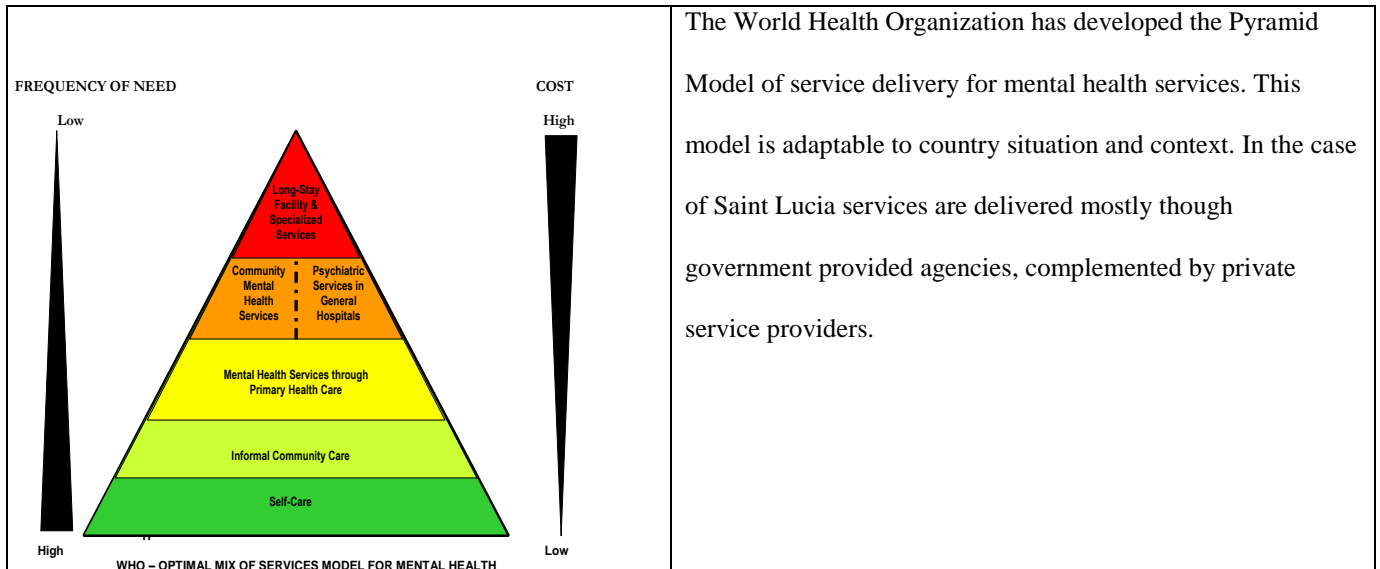 FREQUENCY OF NEED
COST
Low
High
Long-Stay
Facility &
Specialized
Services
Community
Mental
Health
Services
Psychiatric
Services in
General
Hospitals
Mental Health Services through
Primary Health Care
Informal Community Care
Self-Care
High
Low
WHO – OPTIMAL MIX OF SERVICES MODEL FOR MENTAL HEALTH
The World Health Organization has developed the Pyramid
Model of service delivery for mental health services. This
model is adaptable to country situation and context. In the case
of Saint Lucia services are delivered mostly though
government provided agencies, complemented by private
service providers.